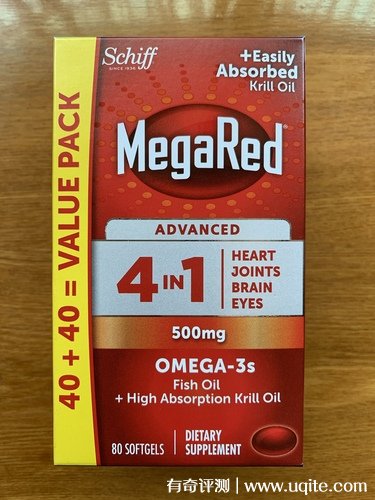 Schiff
SINCE 1936
+Easily
Absorbed
Krill Oil
MegaRed®
ADVANCED
4 IN 1
HEART
JOINTS
BRAIN
EYES
500mg
OMEGA-3s
Fish Oil
+ High Absorption Krill Oil
80 SOFTGELS
DIETARY
SUPPLEMENT
40 + 40 = VALUE PACK
有奇评测 | www.uqite.com